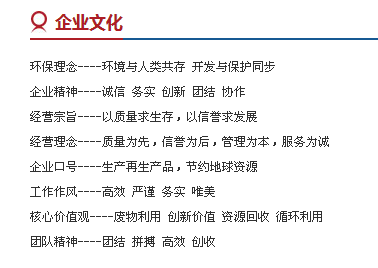 企业文化
环保理念----环境与人类共存 开发与保护同步
企业精神----诚信 务实 创新 团结 协作
经营宗旨----以质量求生存，以信誉求发展
经营理念----质量为先，信誉为后，管理为本，服务为诚
企业口号----生产再生产品，节约地球资源
工作作风----高效 严谨 务实 唯美
核心价值观----废物利用 创新价值 资源回收 循环利用
团队精神----团结 拼搏 高效 创收